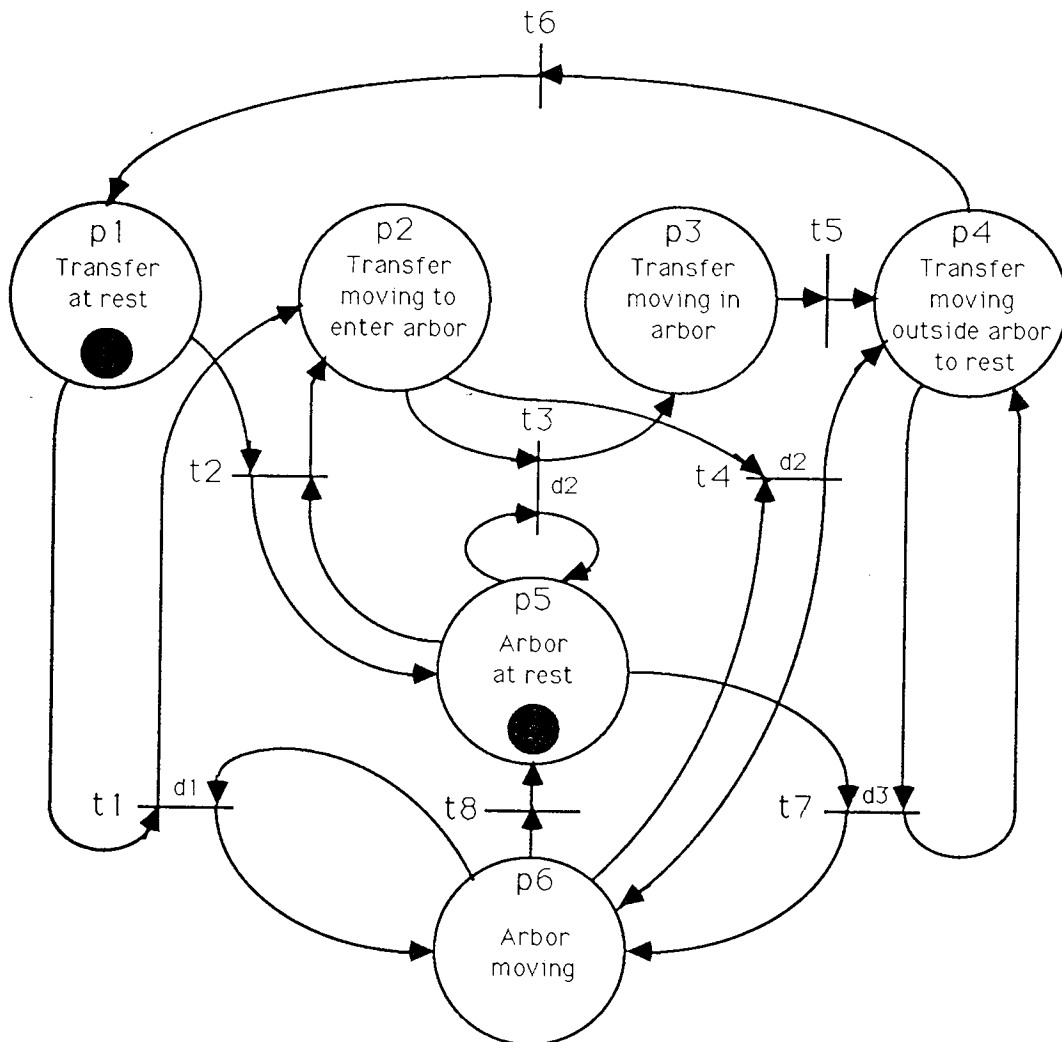 t6
p1
Transfer
at rest
p2
Transfer
moving to
enter arbor
p3
Transfer
moving in
arbor
t5
p4
Transfer
moving
outside arbor
to rest
t3
d2
t2
t4
d2
p5
Arbor
at rest
t1
d1
t8
t7
d3
p6
Arbor
moving